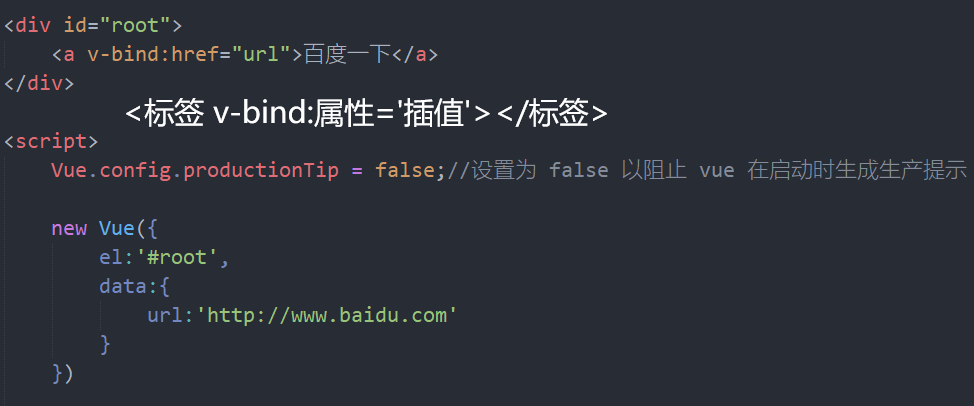 <div id="root">
<a v-bind:href="url">百度一下</a>
</div>
<标签 v-bind:属性='插值'></标签>
<script>
Vue.config.productionTip = false;//设置为 false 以阻止 vue 在启动时生成生产提示
new Vue({
el:'#root',
data:{
url:'http://www.baidu.com'
}
})